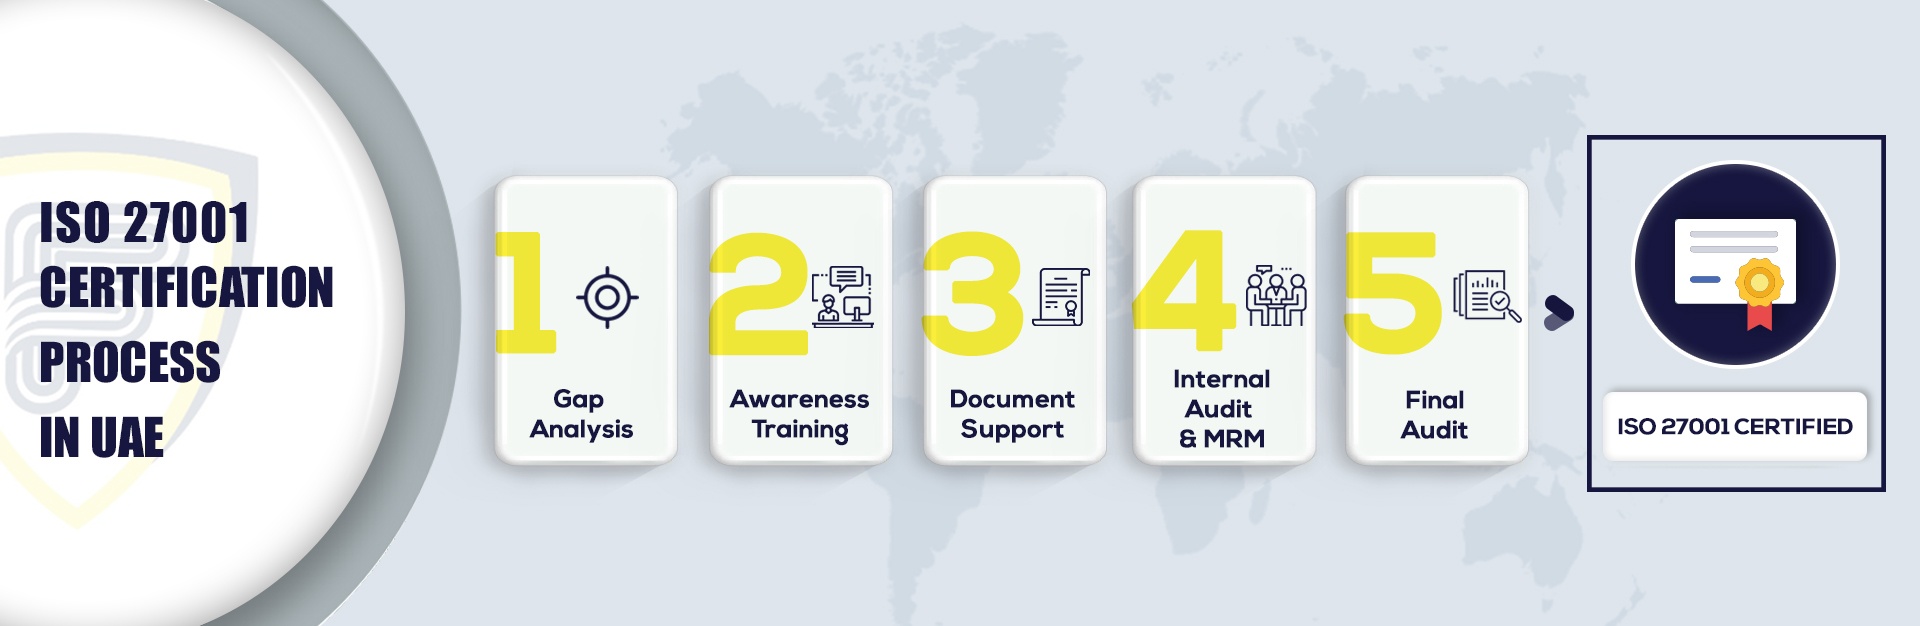 ISO 27001
CERTIFICATION
PROCESS
IN UAE
1
Gap
Analysis
2
Awareness
Training
3
Document
Support
4
Internal
Audit
& MRM
5
Final
Audit
ISO 27001 CERTIFIED